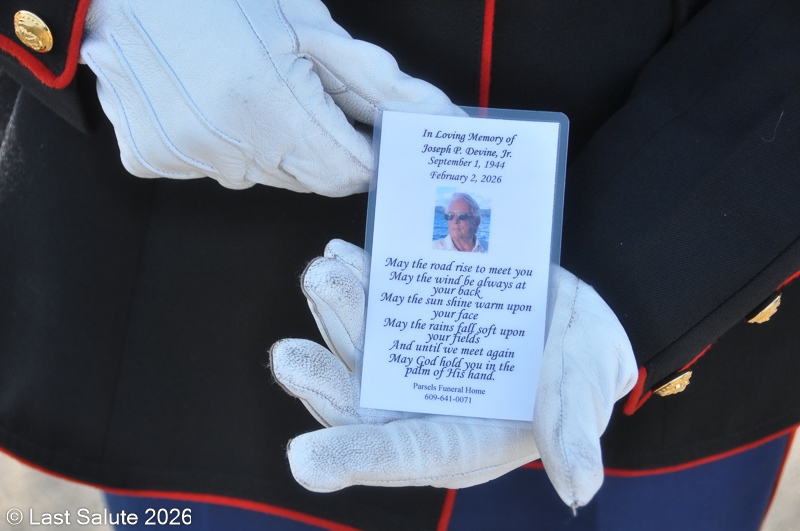 In Loving Memory of
Joseph P. Devine, Jr.
September 1, 1944
February 2, 2026
May the road rise to meet you
May the wind be always at
your back
May the sun shine warm upon
your face
May the rains fall soft upon
your fields
And until we meet again
May God hold you in the
palm of His hand.
Parsels Funeral Home
609-641-0071
© Last Salute 2026